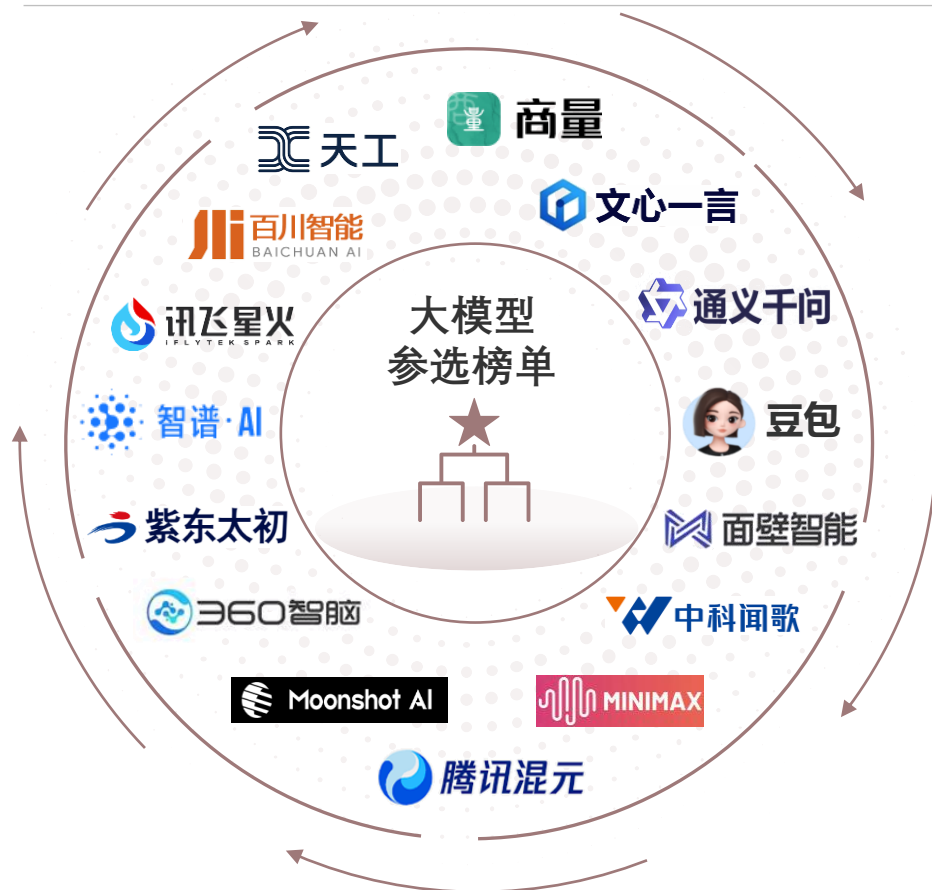 商量
天工
文心一言
百川智能
BAICHUAN AI
通义千问
讯飞星火
IFLYTEK SPARK
大模型
参选榜单
智谱·AI
豆包
紫东太初
面壁智能
360智脑
中科闻歌
Moonshot AI
MINIMAX
腾讯混元